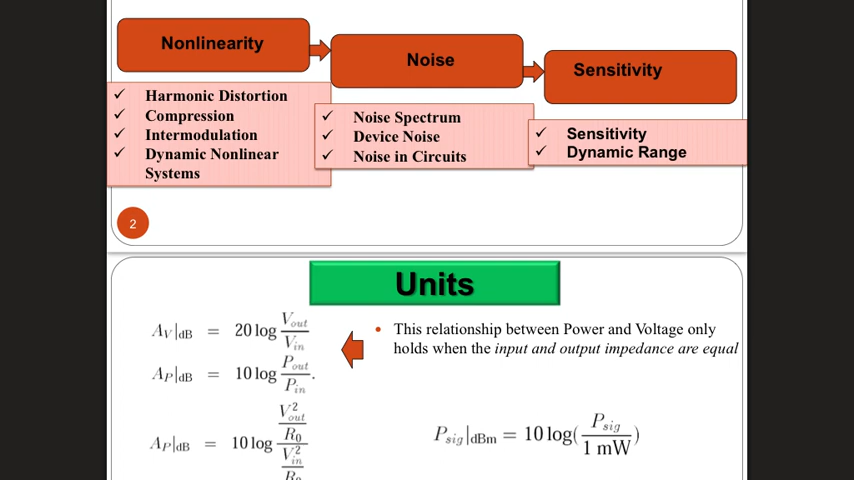 Nonlinearity
Noise
Sensitivity
✓ Harmonic Distortion
✓ Compression
✓ Intermodulation
✓ Dynamic Nonlinear
Systems
✓ Noise Spectrum
✓ Device Noise
✓ Noise in Circuits
✓ Sensitivity
✓ Dynamic Range
2
Units
A_V|dB = 20 log V_out/V_in
A_P|dB = 10 log P_out/P_in.
A_P|dB = 10 log (V_out^2/R_0)/(V_in^2/R_0)
• This relationship between Power and Voltage only
holds when the input and output impedance are equal
P_sig|dBm = 10 log(P_sig/1 mW)